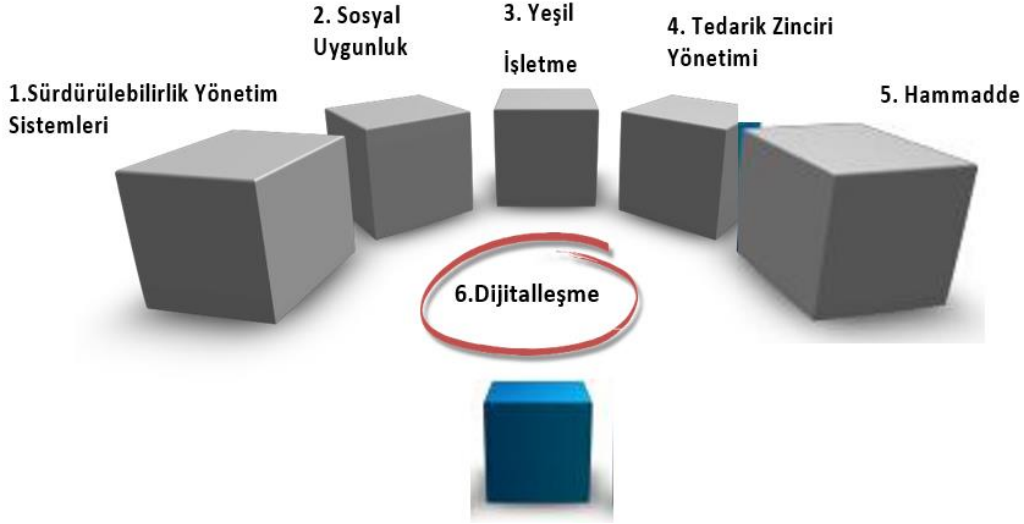 1.Sürdürülebilirlik Yönetim
Sistemleri
2. Sosyal
Uygunluk
3. Yeşil
İşletme
4. Tedarik Zinciri
Yönetimi
5. Hammadde
6.Dijitalleşme